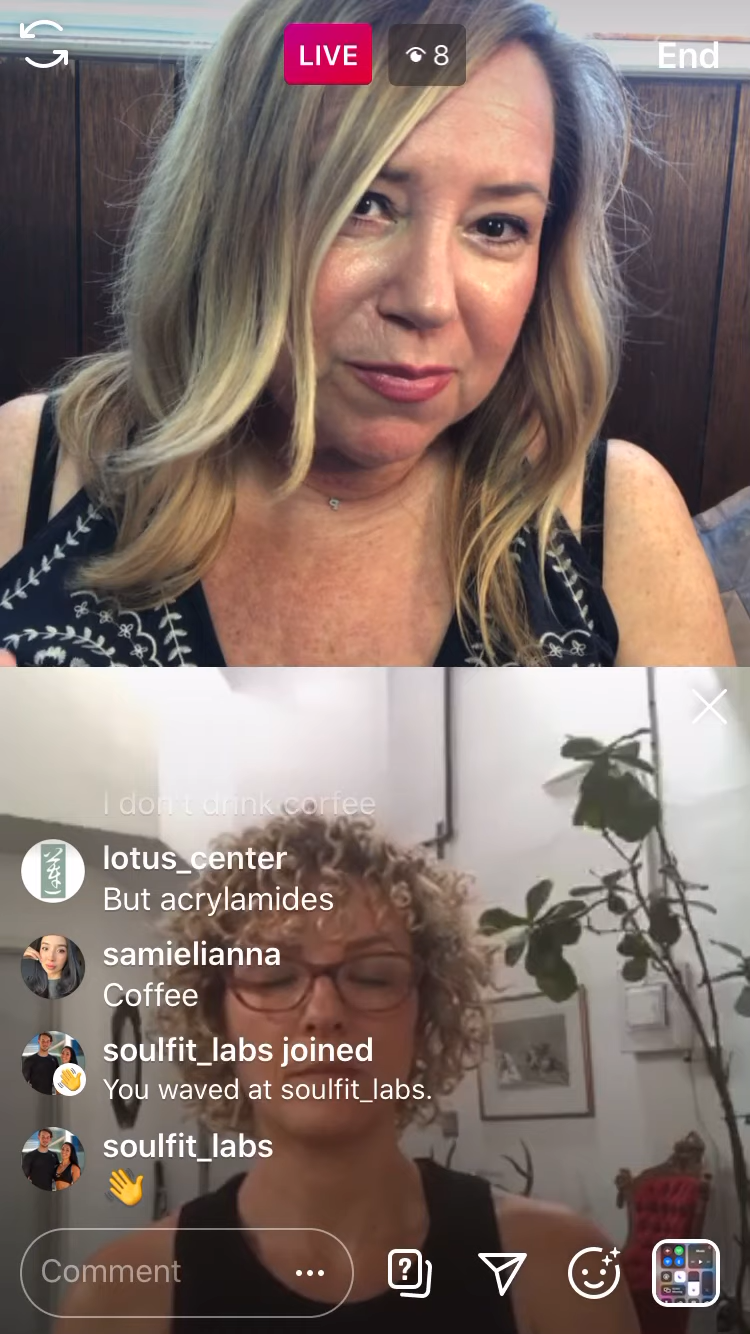 LIVE
8
End
I don't drink coffee
lotus_center
But acrylamides
samielianna
Coffee
soulfit_labs joined
You waved at soulfit_labs.
soulfit_labs
👋
Comment